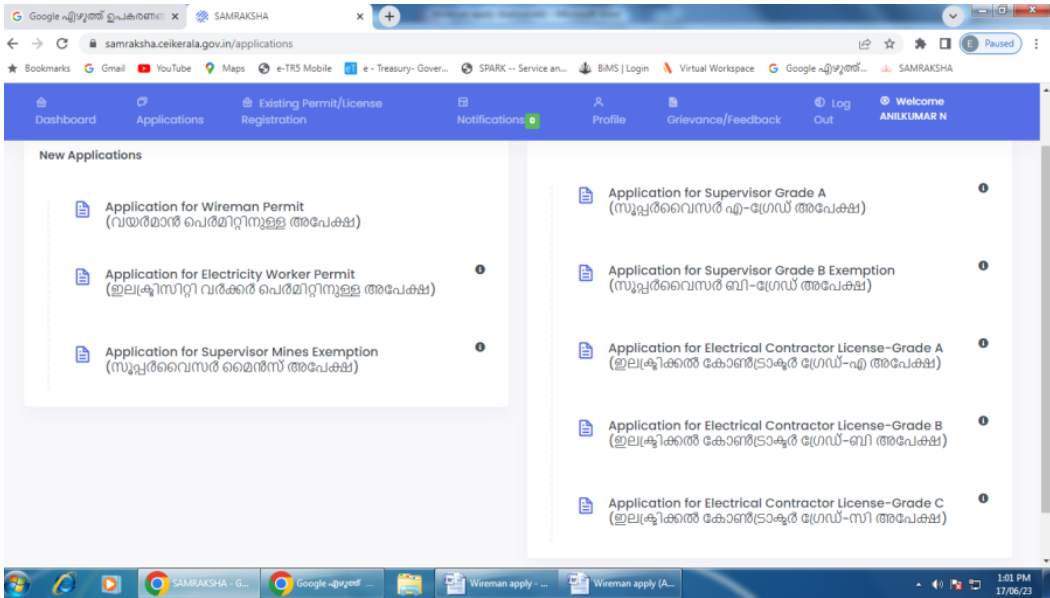 Google എഴുത്ത് ഉപകരണങ്
SAMRAKSHA
samraksha.ceikerala.gov.in/applications
Paused
Bookmarks Gmail YouTube Maps e-TR5 Mobile e - Treasury- Gover... SPARK -- Service an... BiMS | Login Virtual Workspace Google എഴുത്ത്... SAMRAKSHA
Dashboard
Applications
Existing Permit/License
Registration
Notifications 0
Profile
Grievance/Feedback
Log
Out
Welcome
ANILKUMAR N
New Applications
Application for Wireman Permit
(വയർമാൻ പെർമിറ്റിനുള്ള അപേക്ഷ)
Application for Electricity Worker Permit
(ഇലക്ട്രിസിറ്റി വർക്കർ പെർമിറ്റിനുള്ള അപേക്ഷ)
Application for Supervisor Mines Exemption
(സൂപ്പർവൈസർ മൈൻസ് അപേക്ഷ)
Application for Supervisor Grade A
(സൂപ്പർവൈസർ എ-ഗ്രേഡ് അപേക്ഷ)
Application for Supervisor Grade B Exemption
(സൂപ്പർവൈസർ ബി-ഗ്രേഡ് അപേക്ഷ)
Application for Electrical Contractor License-Grade A
(ഇലക്ട്രിക്കൽ കോൺട്രാക്ടർ ഗ്രേഡ്-എ അപേക്ഷ)
Application for Electrical Contractor License-Grade B
(ഇലക്ട്രിക്കൽ കോൺട്രാക്ടർ ഗ്രേഡ്-ബി അപേക്ഷ)
Application for Electrical Contractor License-Grade C
(ഇലക്ട്രിക്കൽ കോൺട്രാക്ടർ ഗ്രേഡ്-സി അപേക്ഷ)
SAMRAKSHA - G...
Google എഴുത്ത് ...
Wireman apply - ...
Wireman apply (A...
1:01 PM
17/06/23